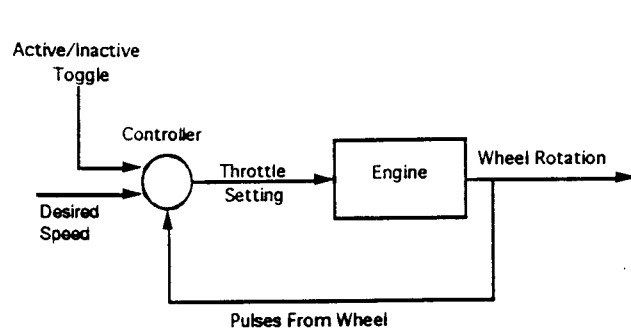 Active/Inactive
Toggle
Controller
Throttle
Setting
Engine
Wheel Rotation
Desired
Speed
Pulses From Wheel